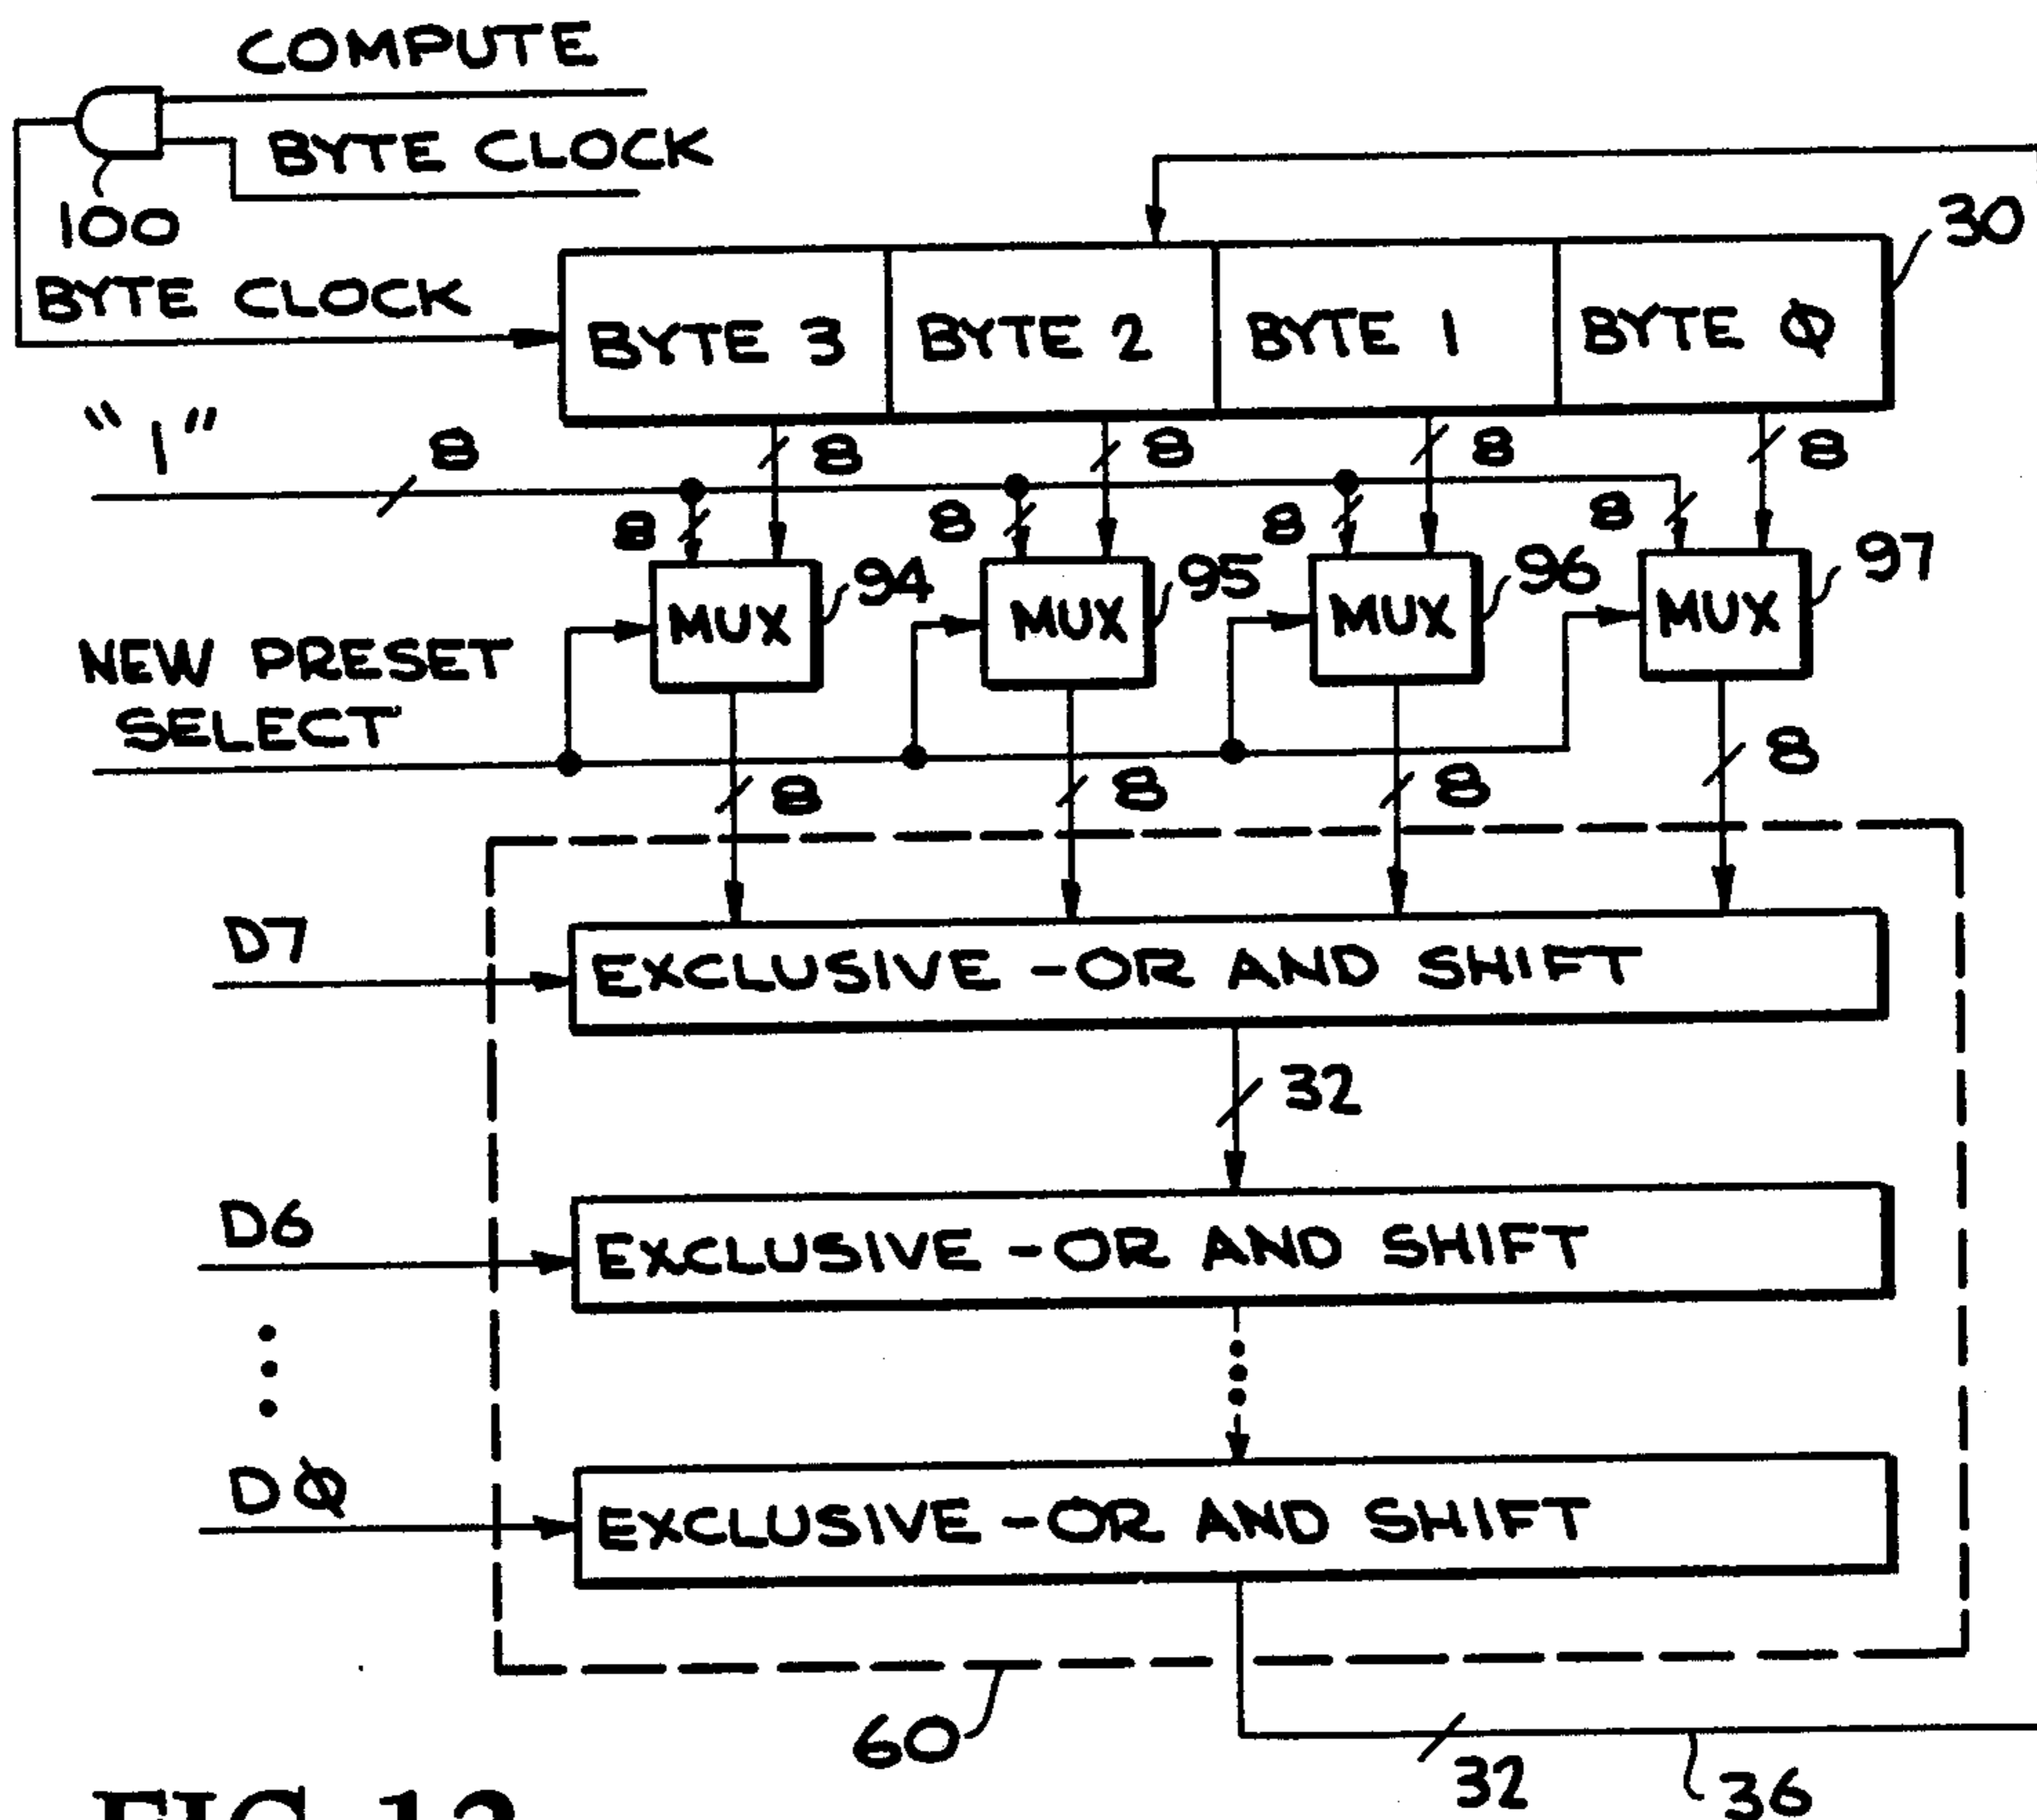 COMPUTE
BYTE CLOCK
100
BYTE CLOCK
30
BYTE 3
BYTE 2
BYTE 1
BYTE Φ
"1"
8
8
8
8
8
8
8
8
8
MUX
94
MUX
95
MUX
96
MUX
97
NEW PRESET
SELECT
8
8
8
8
D7
EXCLUSIVE-OR AND SHIFT
32
D6
EXCLUSIVE-OR AND SHIFT
DΦ
EXCLUSIVE-OR AND SHIFT
60
32
36